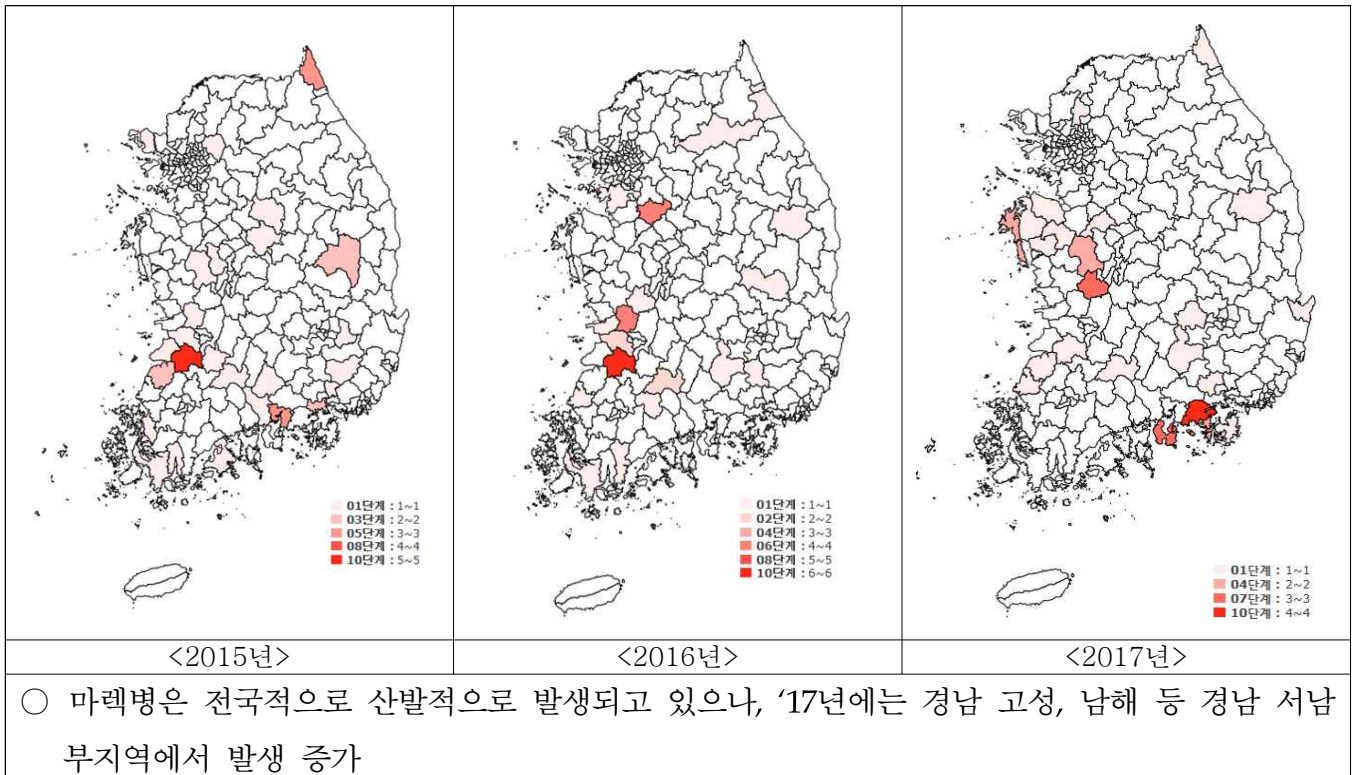 01단계 : 1~1
03단계 : 2~2
05단계 : 3~3
08단계 : 4~4
10단계 : 5~5
01단계 : 1~1
02단계 : 2~2
04단계 : 3~3
06단계 : 4~4
08단계 : 5~5
10단계 : 6~6
01단계 : 1~1
04단계 : 2~2
07단계 : 3~3
10단계 : 4~4
<2015년>
<2016년>
<2017년>
○ 마렉병은 전국적으로 산발적으로 발생되고 있으나, ‘17년에는 경남 고성, 남해 등 경남 서남
부지역에서 발생 증가